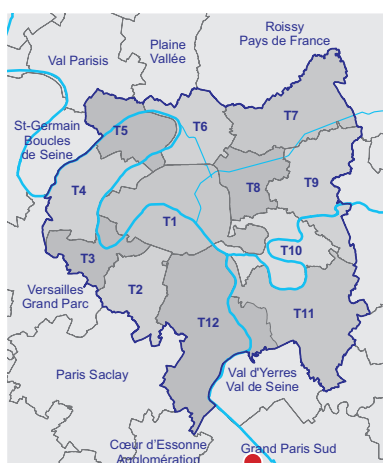 Roissy
Pays de France
Plaine
Vallée
Val Parisis
St-Germain
Boucles
de Seine
T5
T6
T7
T4
T8
T9
T1
T10
T3
T2
T12
T11
Versailles
Grand Parc
Paris Saclay
Val d'Yerres
Val de Seine
Cœur d'Essonne
Agglomération
Grand Paris Sud